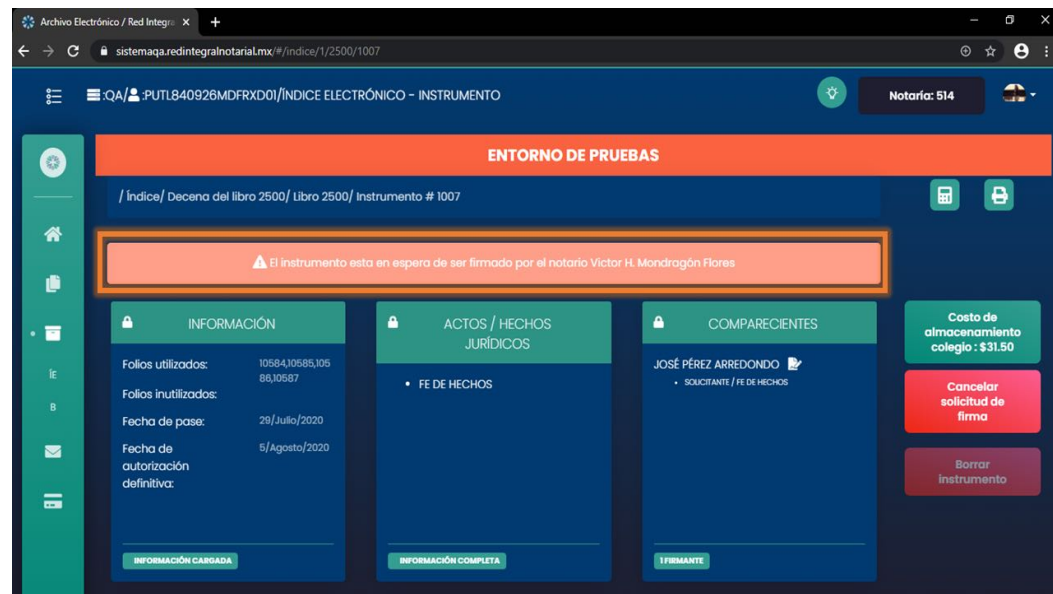 Archivo Electrónico / Red Integra
sistemaqa.redintegralnotarial.mx/#/indice/1/2500/1007
:QA/ :PUTL840926MDFRXD01/ÍNDICE ELECTRÓNICO - INSTRUMENTO
Notaría: 514
ENTORNO DE PRUEBAS
/ Índice/ Decena del libro 2500/ Libro 2500/ Instrumento # 1007
El instrumento esta en espera de ser firmado por el notario Victor H. Mondragón Flores
INFORMACIÓN
Folios utilizados: 10584,10585,105
86,10587
Folios inutilizados:
Fecha de pase: 29/Julio/2020
Fecha de 5/Agosto/2020
autorización
definitiva:
INFORMACIÓN CARGADA
ACTOS / HECHOS
JURÍDICOS
• FE DE HECHOS
INFORMACIÓN COMPLETA
COMPARECIENTES
JOSÉ PÉREZ ARREDONDO
• SOLICITANTE / FE DE HECHOS
1 FIRMANTE
Costo de
almacenamiento
colegio : $31.50
Cancelar
solicitud de
firma
Borrar
instrumento
ÍE
B